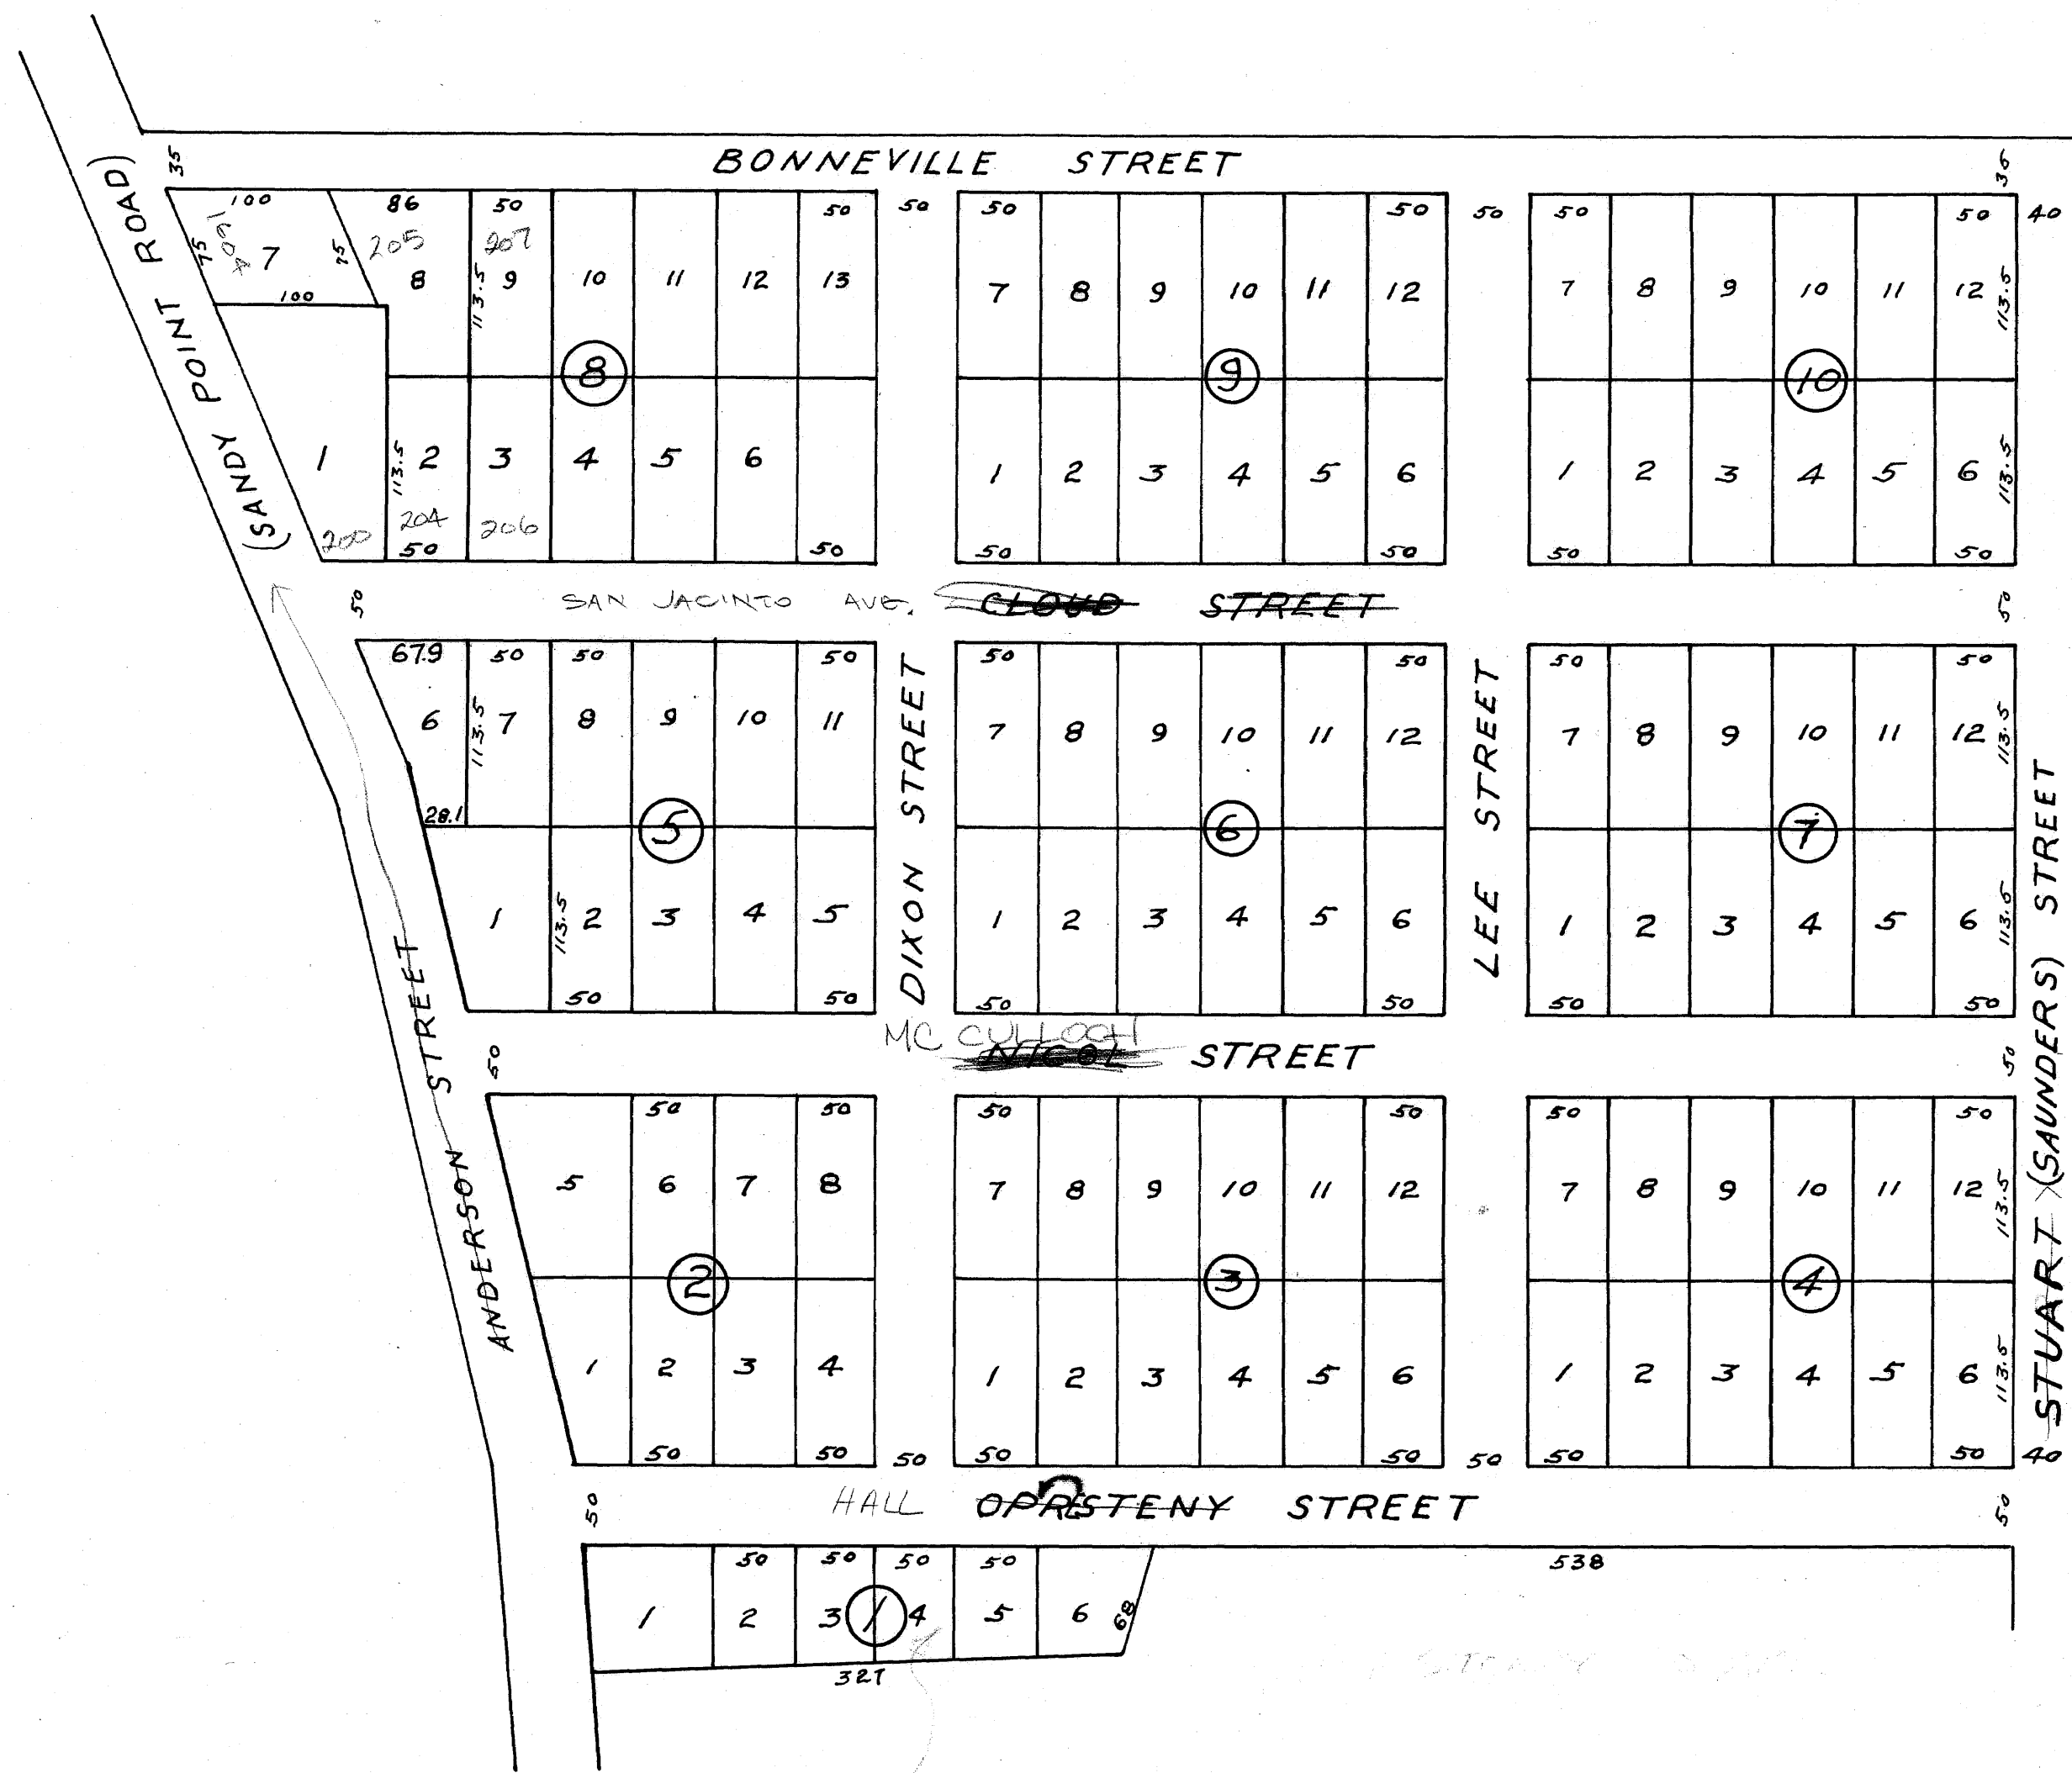 BONNEVILLE STREET
35
36
100 86 50 50 50 50 50 50 50 50 40
205 207
75 7 75 8 113.5 9 10 11 12 13
7 8 9 10 11 12
7 8 9 10 11 12 113.5
100
8 9 10
1 113.5 2 3 4 5 6
1 2 3 4 5 6
1 2 3 4 5 6 113.5
200 204 206
50 50 50 50 50 50
(SANDY POINT ROAD)
50 SAN JACINTO AVE. CLOUD STREET 50
67.9 50 50 50 50 50 50 50
6 113.5 7 8 9 10 11
7 8 9 10 11 12
7 8 9 10 11 12 113.5
28.1
5 6 7
1 113.5 2 3 4 5
1 2 3 4 5 6
1 2 3 4 5 6 113.5
50 50 50 50 50 50
DIXON STREET
LEE STREET
STUART (SAUNDERS) STREET
ANDERSON STREET
MC CULLOCH
50 NICOL STREET 50
50 50 50 50 50 50
5 6 7 8
7 8 9 10 11 12
7 8 9 10 11 12 113.5
2 3 4
1 2 3 4
1 2 3 4 5 6
1 2 3 4 5 6 113.5
50 50 50 50 50 50 50 50 40
50 HALL OPRSTENY STREET 50
50 50 50 50 538
1 2 3 1 4 5 6 68
327